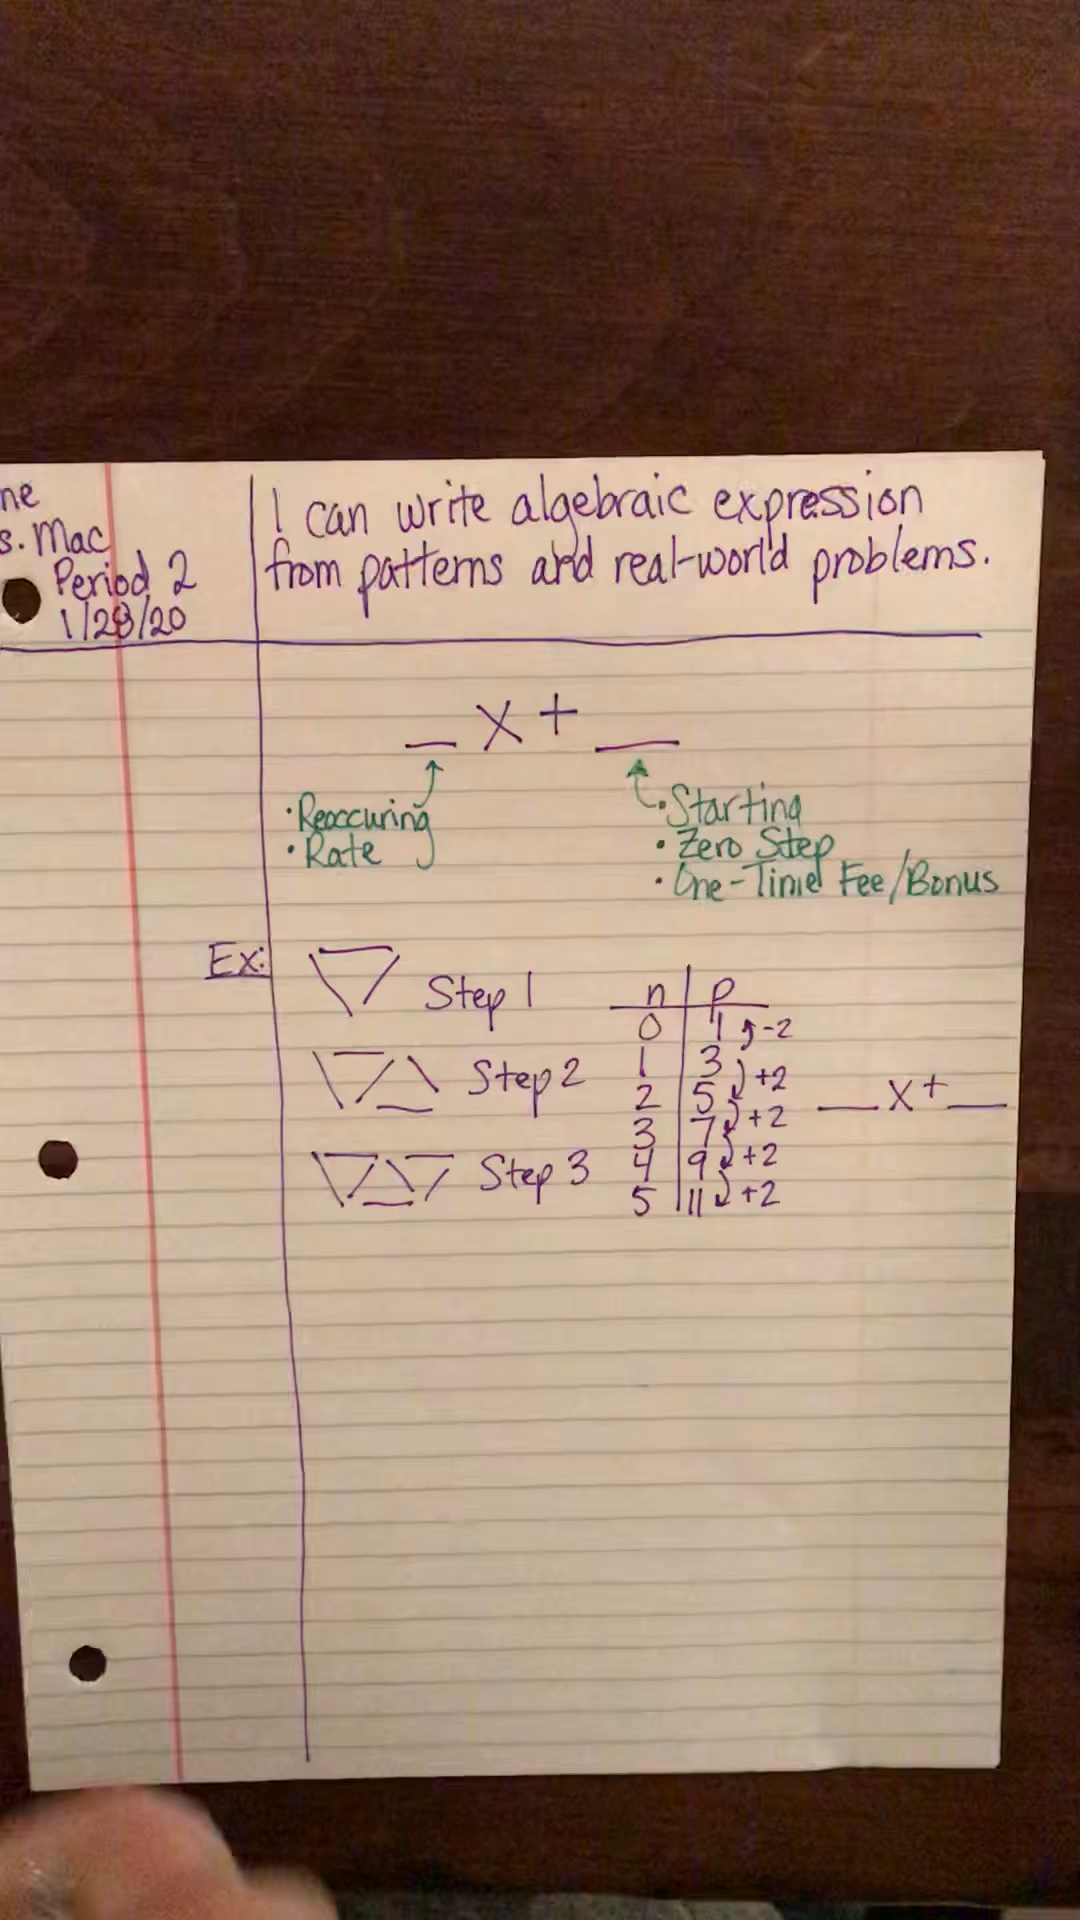 ne
s. Mac
Period 2
1/28/20
I can write algebraic expression
from patterns and real-world problems.
_ x + _
• Reoccuring
• Rate
• Starting
• Zero Step
• One-Time Fee/Bonus
Ex:
Step 1
Step 2
Step 3
n | p
0 | 1 -2
1 | 3
2 | 5 +2
3 | 7 +2
4 | 9 +2
5 | 11 +2
_ x + _